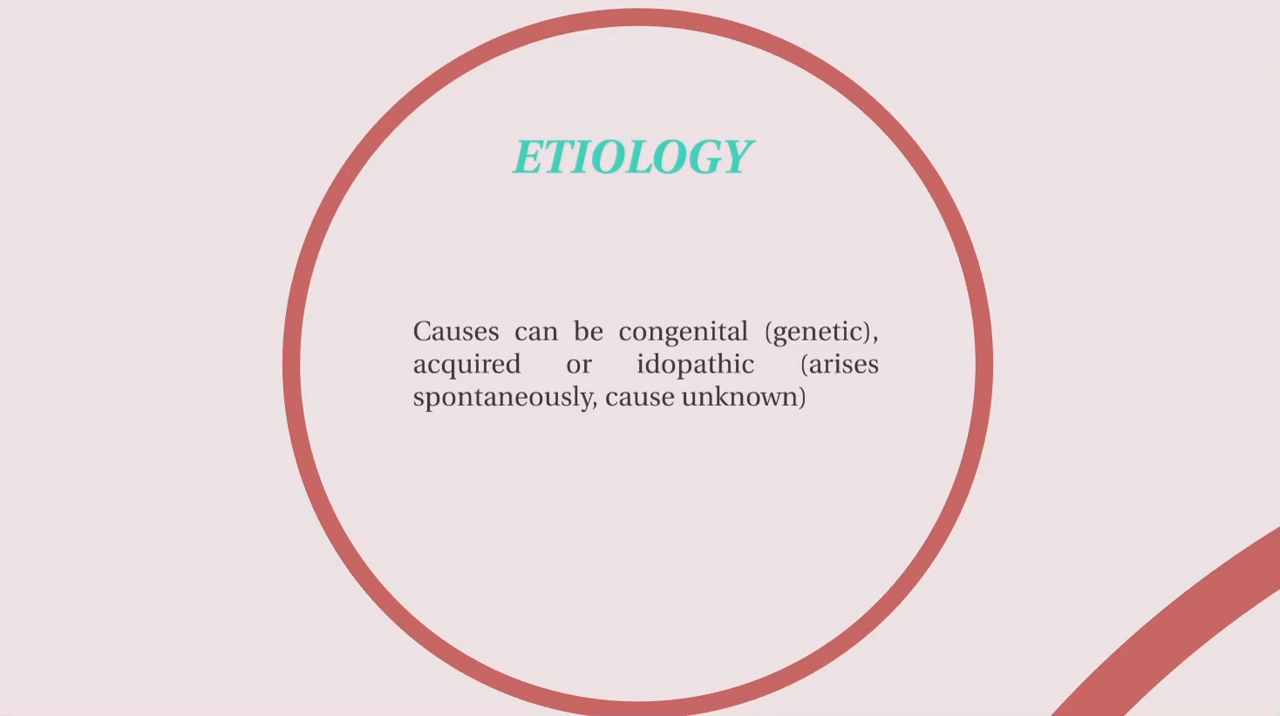 ETIOLOGY
Causes can be congenital (genetic),
acquired or idopathic (arises
spontaneously, cause unknown)